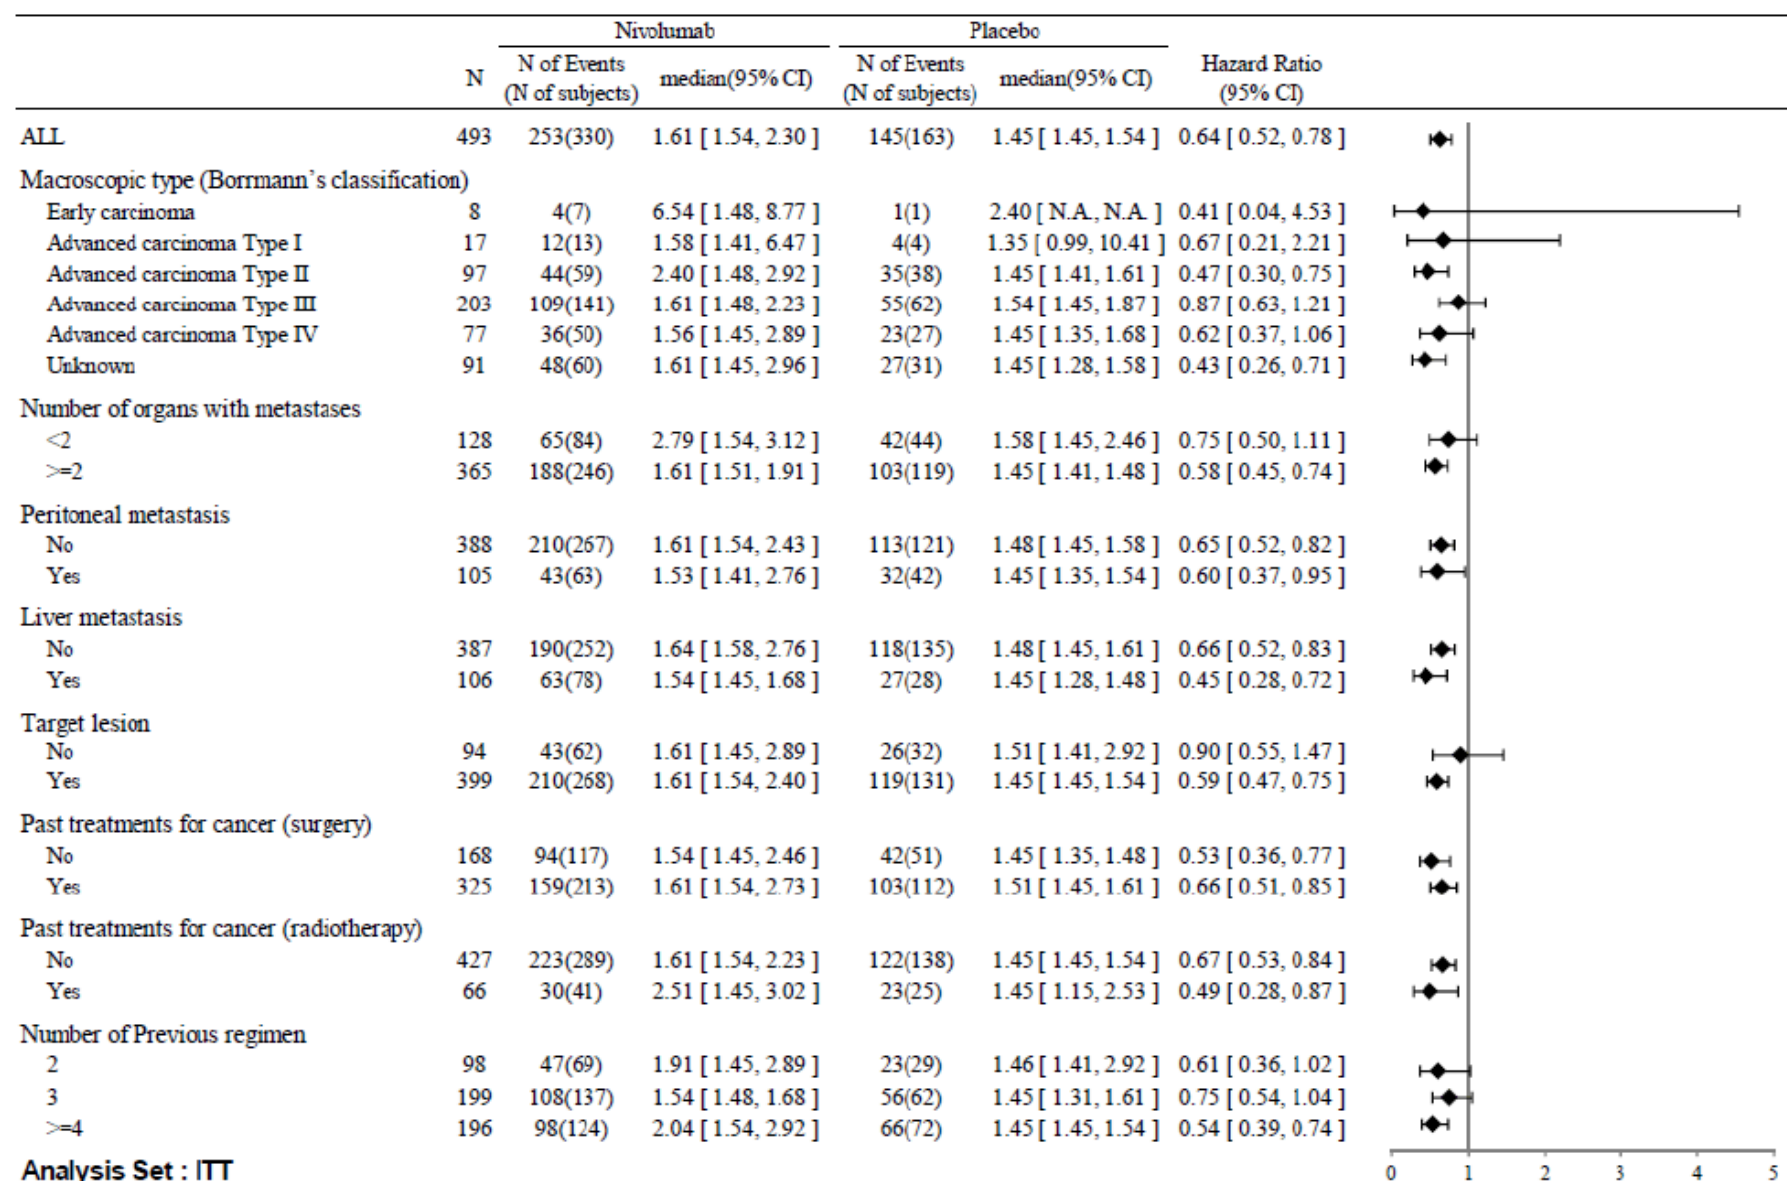 Nivolumab Placebo
N N of Events (N of subjects) median(95% CI) N of Events (N of subjects) median(95% CI) Hazard Ratio (95% CI)
ALL 493 253(330) 1.61 [ 1.54, 2.30 ] 145(163) 1.45 [ 1.45, 1.54 ] 0.64 [ 0.52, 0.78 ]
Macroscopic type (Borrmann's classification)
Early carcinoma 8 4(7) 6.54 [ 1.48, 8.77 ] 1(1) 2.40 [ N.A., N.A. ] 0.41 [ 0.04, 4.53 ]
Advanced carcinoma Type I 17 12(13) 1.58 [ 1.41, 6.47 ] 4(4) 1.35 [ 0.99, 10.41 ] 0.67 [ 0.21, 2.21 ]
Advanced carcinoma Type II 97 44(59) 2.40 [ 1.48, 2.92 ] 35(38) 1.45 [ 1.41, 1.61 ] 0.47 [ 0.30, 0.75 ]
Advanced carcinoma Type III 203 109(141) 1.61 [ 1.48, 2.23 ] 55(62) 1.54 [ 1.45, 1.87 ] 0.87 [ 0.63, 1.21 ]
Advanced carcinoma Type IV 77 36(50) 1.56 [ 1.45, 2.89 ] 23(27) 1.45 [ 1.35, 1.68 ] 0.62 [ 0.37, 1.06 ]
Unknown 91 48(60) 1.61 [ 1.45, 2.96 ] 27(31) 1.45 [ 1.28, 1.58 ] 0.43 [ 0.26, 0.71 ]
Number of organs with metastases
<2 128 65(84) 2.79 [ 1.54, 3.12 ] 42(44) 1.58 [ 1.45, 2.46 ] 0.75 [ 0.50, 1.11 ]
>=2 365 188(246) 1.61 [ 1.51, 1.91 ] 103(119) 1.45 [ 1.41, 1.48 ] 0.58 [ 0.45, 0.74 ]
Peritoneal metastasis
No 388 210(267) 1.61 [ 1.54, 2.43 ] 113(121) 1.48 [ 1.45, 1.58 ] 0.65 [ 0.52, 0.82 ]
Yes 105 43(63) 1.53 [ 1.41, 2.76 ] 32(42) 1.45 [ 1.35, 1.54 ] 0.60 [ 0.37, 0.95 ]
Liver metastasis
No 387 190(252) 1.64 [ 1.58, 2.76 ] 118(135) 1.48 [ 1.45, 1.61 ] 0.66 [ 0.52, 0.83 ]
Yes 106 63(78) 1.54 [ 1.45, 1.68 ] 27(28) 1.45 [ 1.28, 1.48 ] 0.45 [ 0.28, 0.72 ]
Target lesion
No 94 43(62) 1.61 [ 1.45, 2.89 ] 26(32) 1.51 [ 1.41, 2.92 ] 0.90 [ 0.55, 1.47 ]
Yes 399 210(268) 1.61 [ 1.54, 2.40 ] 119(131) 1.45 [ 1.45, 1.54 ] 0.59 [ 0.47, 0.75 ]
Past treatments for cancer (surgery)
No 168 94(117) 1.54 [ 1.45, 2.46 ] 42(51) 1.45 [ 1.35, 1.48 ] 0.53 [ 0.36, 0.77 ]
Yes 325 159(213) 1.61 [ 1.54, 2.73 ] 103(112) 1.51 [ 1.45, 1.61 ] 0.66 [ 0.51, 0.85 ]
Past treatments for cancer (radiotherapy)
No 427 223(289) 1.61 [ 1.54, 2.23 ] 122(138) 1.45 [ 1.45, 1.54 ] 0.67 [ 0.53, 0.84 ]
Yes 66 30(41) 2.51 [ 1.45, 3.02 ] 23(25) 1.45 [ 1.15, 2.53 ] 0.49 [ 0.28, 0.87 ]
Number of Previous regimen
2 98 47(69) 1.91 [ 1.45, 2.89 ] 23(29) 1.46 [ 1.41, 2.92 ] 0.61 [ 0.36, 1.02 ]
3 199 108(137) 1.54 [ 1.48, 1.68 ] 56(62) 1.45 [ 1.31, 1.61 ] 0.75 [ 0.54, 1.04 ]
>=4 196 98(124) 2.04 [ 1.54, 2.92 ] 66(72) 1.45 [ 1.45, 1.54 ] 0.54 [ 0.39, 0.74 ]
Analysis Set : ITT
0 1 2 3 4 5